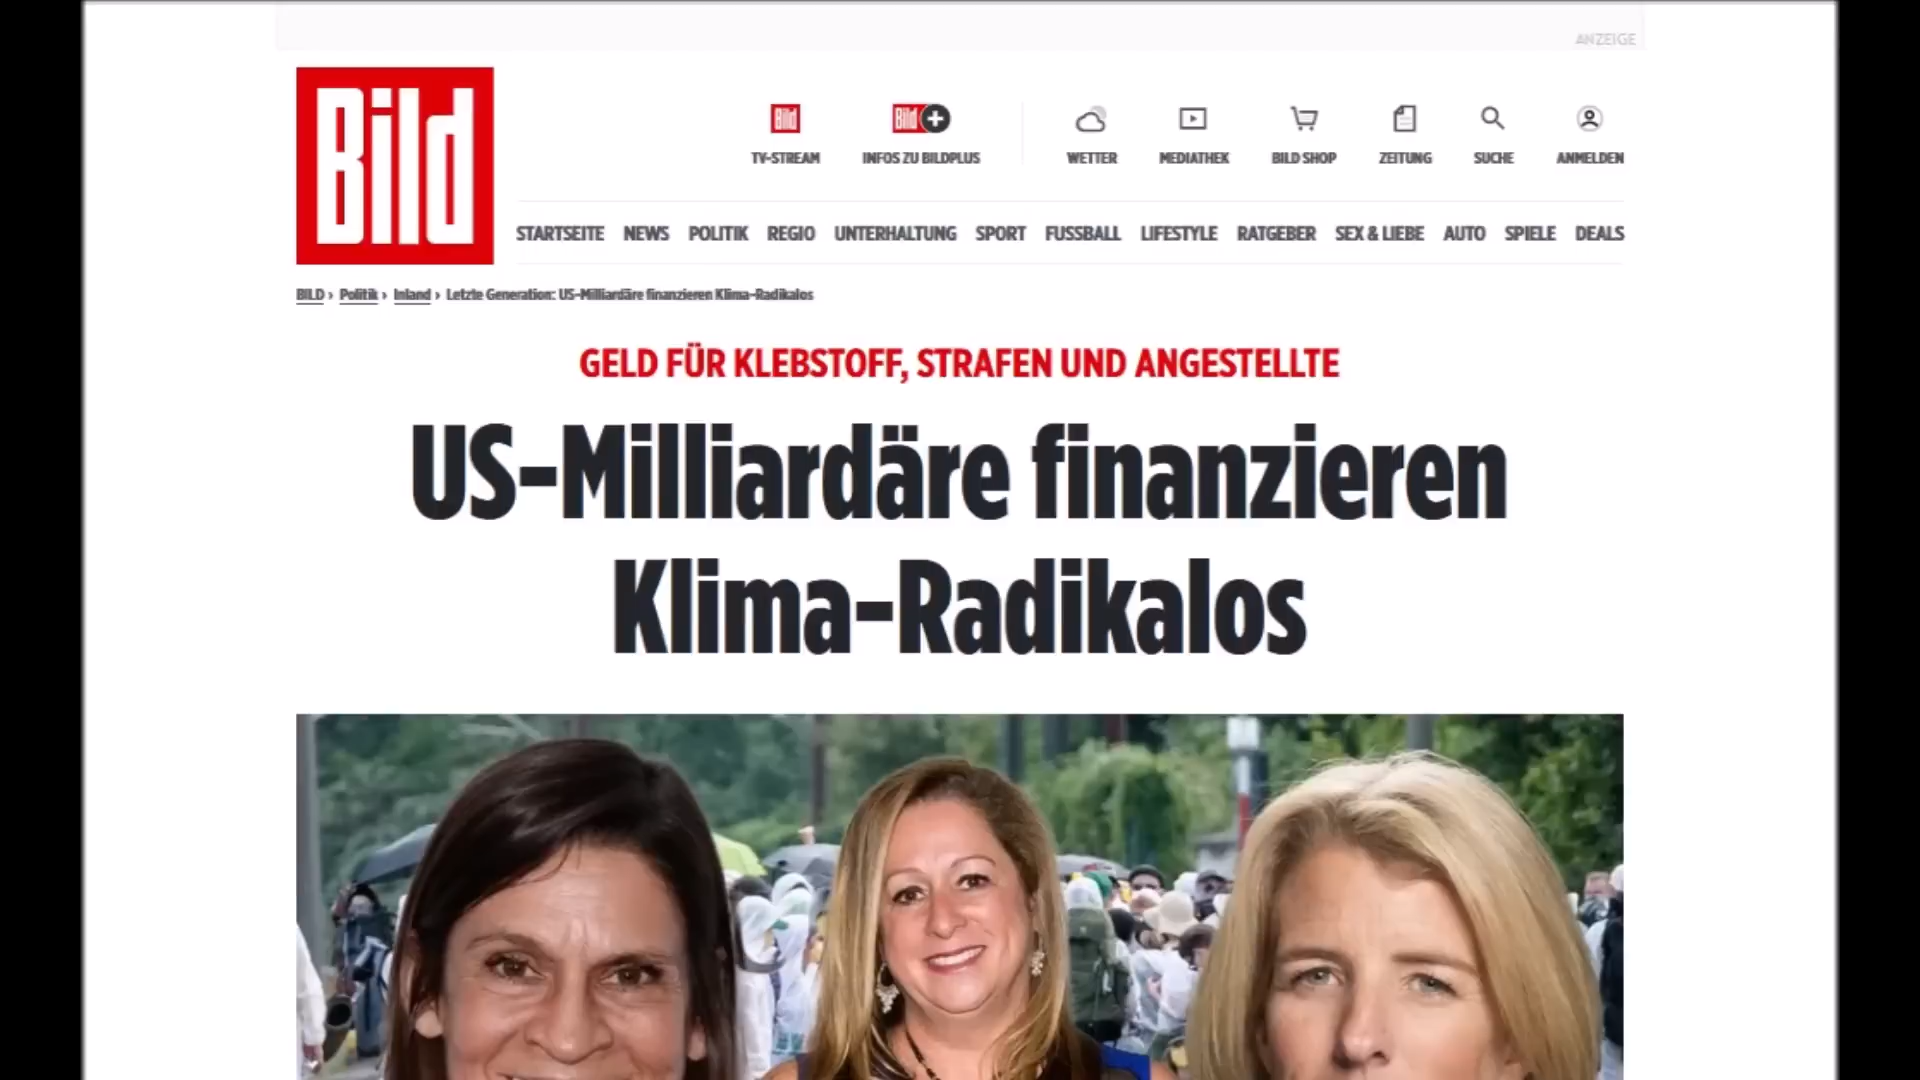 ANZEIGE
Bild
Bild
Bild
TV-STREAM
INFOS ZU BILDPLUS
WETTER
MEDIATHEK
BILD SHOP
ZEITUNG
SUCHE
ANMELDEN
STARTSEITE NEWS POLITIK REGIO UNTERHALTUNG SPORT FUSSBALL LIFESTYLE RATGEBER SEX & LIEBE AUTO SPIELE DEALS
BILD › Politik › Inland › Letzte Generation: US-Milliardäre finanzieren Klima-Radikalos
GELD FÜR KLEBSTOFF, STRAFEN UND ANGESTELLTE
US-Milliardäre finanzieren
Klima-Radikalos